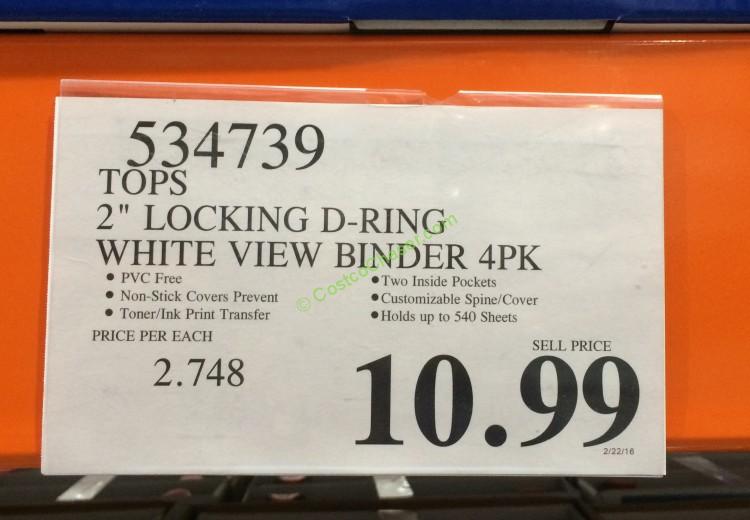 534739
TOPS
2" LOCKING D-RING
WHITE VIEW BINDER 4PK
• PVC Free
• Non-Stick Covers Prevent
• Toner/Ink Print Transfer
• Two Inside Pockets
• Customizable Spine/Cover
• Holds up to 540 Sheets
PRICE PER EACH
2.748
SELL PRICE
10.99
2/22/16
© CostcoChaser.com